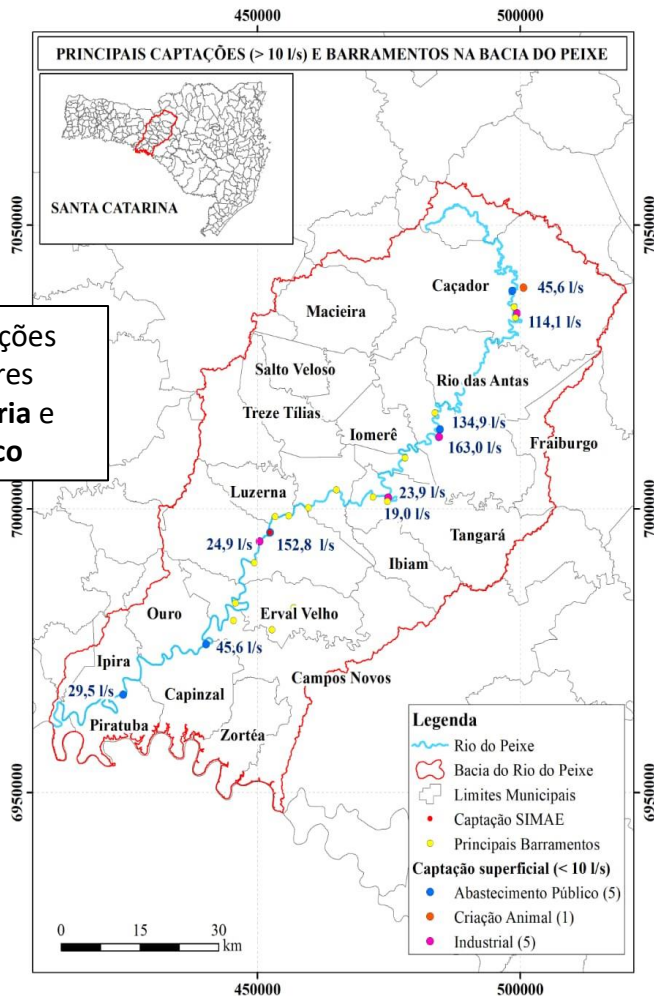 450000
500000
PRINCIPAIS CAPTAÇÕES (> 10 l/s) E BARRAMENTOS NA BACIA DO PEIXE
SANTA CATARINA
7050000
7050000
Caçador
45,6 l/s
114,1 l/s
Macieira
ções
res
ria e
co
Salto Veloso
Rio das Antas
Treze Tílias
Iomerê
134,9 l/s
163,0 l/s
Fraiburgo
Luzerna
23,9 l/s
7000000
7000000
19,0 l/s
Tangará
24,9 l/s
152,8 l/s
Ibiam
Ouro
Erval Velho
Ipira
45,6 l/s
29,5 l/s
Capinzal
Campos Novos
Piratuba
Zortéa
Legenda
Rio do Peixe
Bacia do Rio do Peixe
Limites Municipais
Captação SIMAE
Principais Barramentos
Captação superficial (< 10 l/s)
Abastecimento Público (5)
Criação Animal (1)
Industrial (5)
6950000
6950000
0 15 30
km
450000
500000